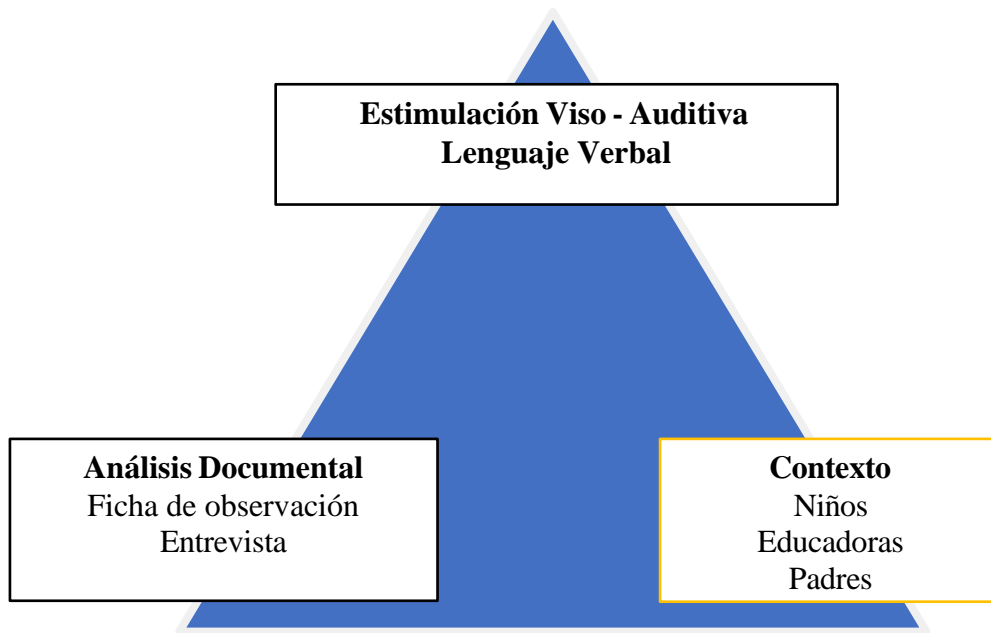 Estimulación Viso - Auditiva
Lenguaje Verbal
Análisis Documental
Ficha de observación
Entrevista
Contexto
Niños
Educadoras
Padres